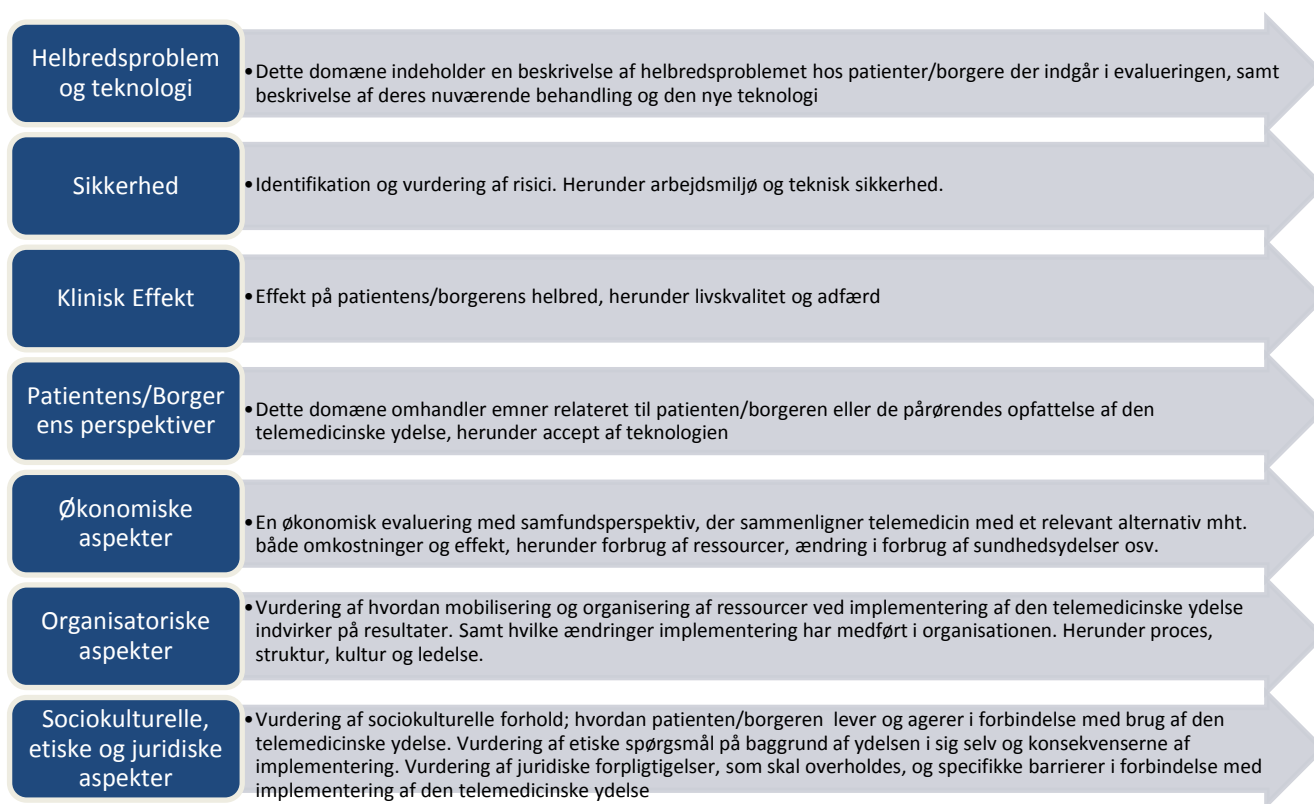 Helbredsproblem
og teknologi
•Dette domæne indeholder en beskrivelse af helbredsproblemet hos patienter/borgere der indgår i evalueringen, samt
beskrivelse af deres nuværende behandling og den nye teknologi
Sikkerhed
•Identifikation og vurdering af risici. Herunder arbejdsmiljø og teknisk sikkerhed.
Klinisk Effekt
•Effekt på patientens/borgerens helbred, herunder livskvalitet og adfærd
Patientens/Borger
ens perspektiver
•Dette domæne omhandler emner relateret til patienten/borgeren eller de pårørendes opfattelse af den
telemedicinske ydelse, herunder accept af teknologien
Økonomiske
aspekter
•En økonomisk evaluering med samfundsperspektiv, der sammenligner telemedicin med et relevant alternativ mht.
både omkostninger og effekt, herunder forbrug af ressourcer, ændring i forbrug af sundhedsydelser osv.
Organisatoriske
aspekter
•Vurdering af hvordan mobilisering og organisering af ressourcer ved implementering af den telemedicinske ydelse
indvirker på resultater. Samt hvilke ændringer implementering har medført i organisationen. Herunder proces,
struktur, kultur og ledelse.
Sociokulturelle,
etiske og juridiske
aspekter
•Vurdering af sociokulturelle forhold; hvordan patienten/borgeren lever og agerer i forbindelse med brug af den
telemedicinske ydelse. Vurdering af etiske spørgsmål på baggrund af ydelsen i sig selv og konsekvenserne af
implementering. Vurdering af juridiske forpligtigelser, som skal overholdes, og specifikke barrierer i forbindelse med
implementering af den telemedicinske ydelse